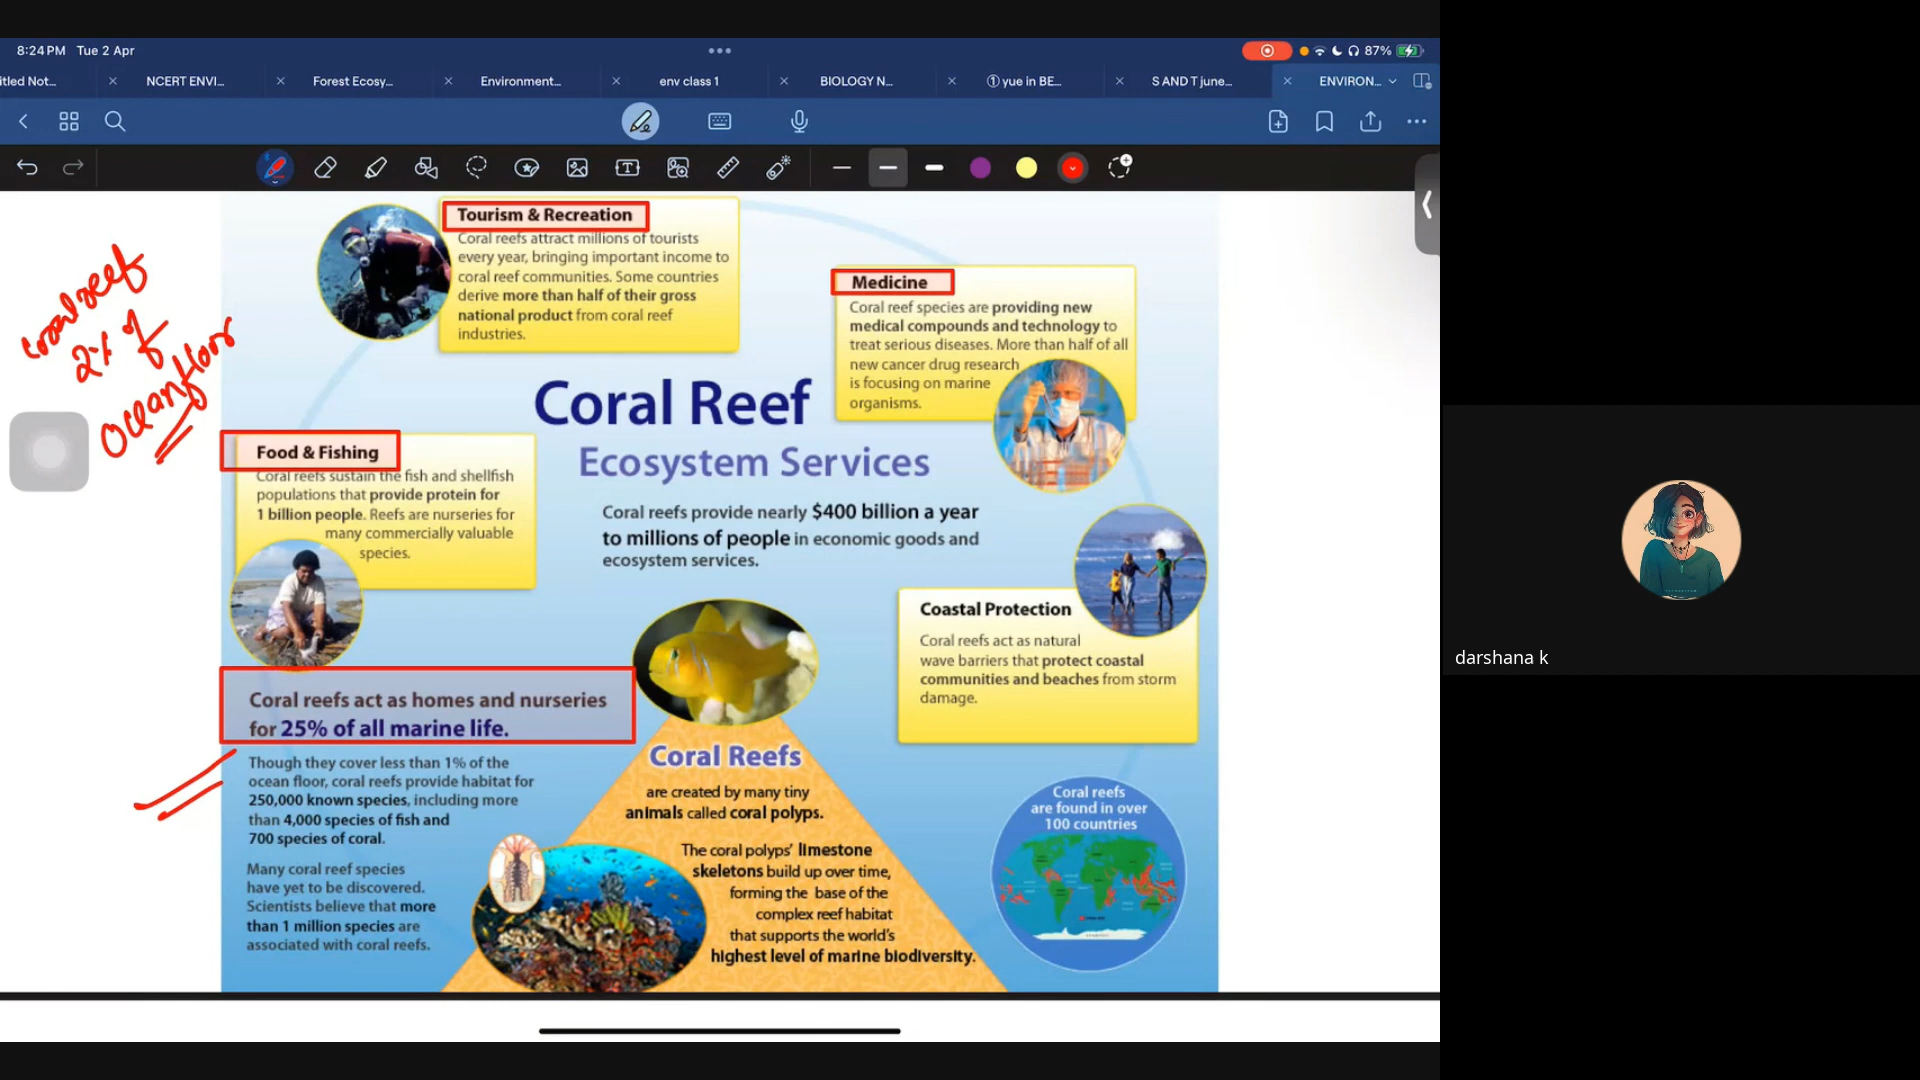 8:24 PM Tue 2 Apr
87%
itled Not...
NCERT ENVI...
Forest Ecosy...
Environment...
env class 1
BIOLOGY N...
① yue in BE...
S AND T june...
ENVIRON...
Tourism & Recreation
Coral reefs attract millions of tourists
every year, bringing important income to
coral reef communities. Some countries
derive more than half of their gross
national product from coral reef
industries.
Medicine
Coral reef species are providing new
medical compounds and technology to
treat serious diseases. More than half of all
new cancer drug research
is focusing on marine
organisms.
coral reef
2% of
Ocean floor
Coral Reef
Ecosystem Services
Coral reefs provide nearly $400 billion a year
to millions of people in economic goods and
ecosystem services.
Food & Fishing
Coral reefs sustain the fish and shellfish
populations that provide protein for
1 billion people. Reefs are nurseries for
many commercially valuable
species.
Coastal Protection
Coral reefs act as natural
wave barriers that protect coastal
communities and beaches from storm
damage.
Coral reefs act as homes and nurseries
for 25% of all marine life.
Though they cover less than 1% of the
ocean floor, coral reefs provide habitat for
250,000 known species, including more
than 4,000 species of fish and
700 species of coral.
Many coral reef species
have yet to be discovered.
Scientists believe that more
than 1 million species are
associated with coral reefs.
Coral Reefs
are created by many tiny
animals called coral polyps.
The coral polyps' limestone
skeletons build up over time,
forming the base of the
complex reef habitat
that supports the world's
highest level of marine biodiversity.
Coral reefs
are found in over
100 countries
darshana k